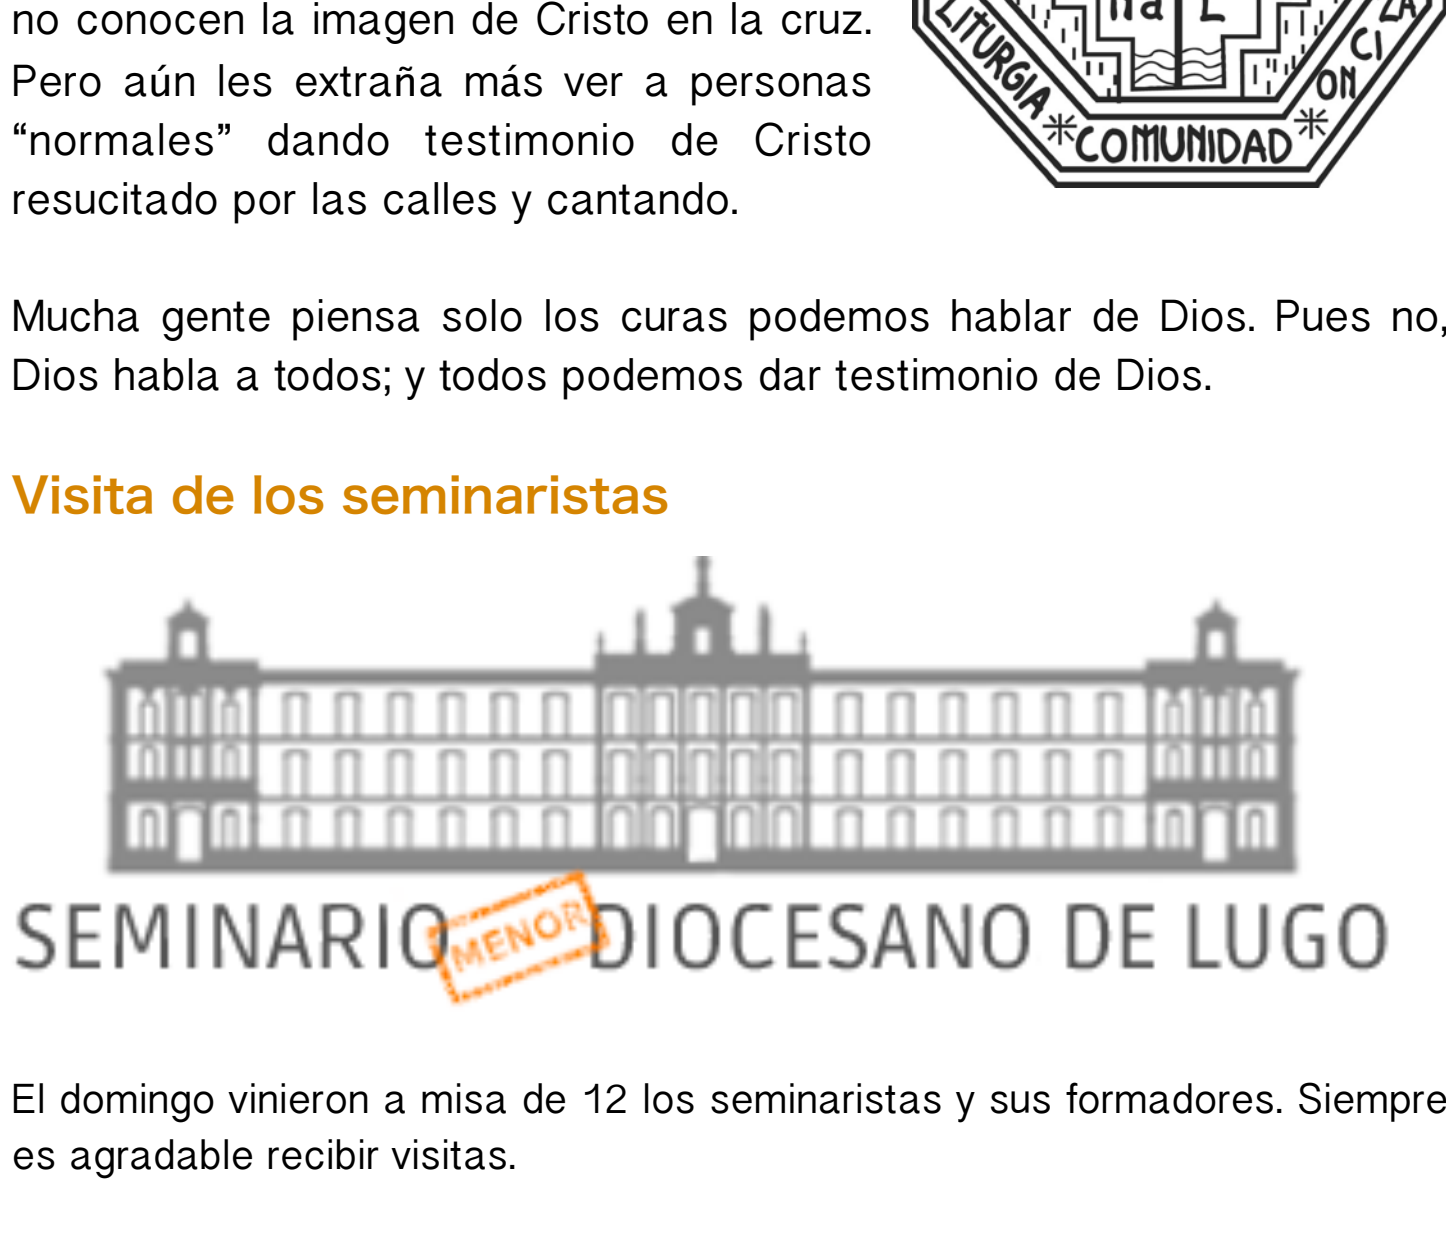 no conocen la imagen de Cristo en la cruz.
Pero aún les extraña más ver a personas
“normales” dando testimonio de Cristo
resucitado por las calles y cantando.
LITURGIA
COMUNIDAD
Mucha gente piensa solo los curas podemos hablar de Dios. Pues no,
Dios habla a todos; y todos podemos dar testimonio de Dios.
Visita de los seminaristas
SEMINARIO MENOR DIOCESANO DE LUGO
El domingo vinieron a misa de 12 los seminaristas y sus formadores. Siempre
es agradable recibir visitas.